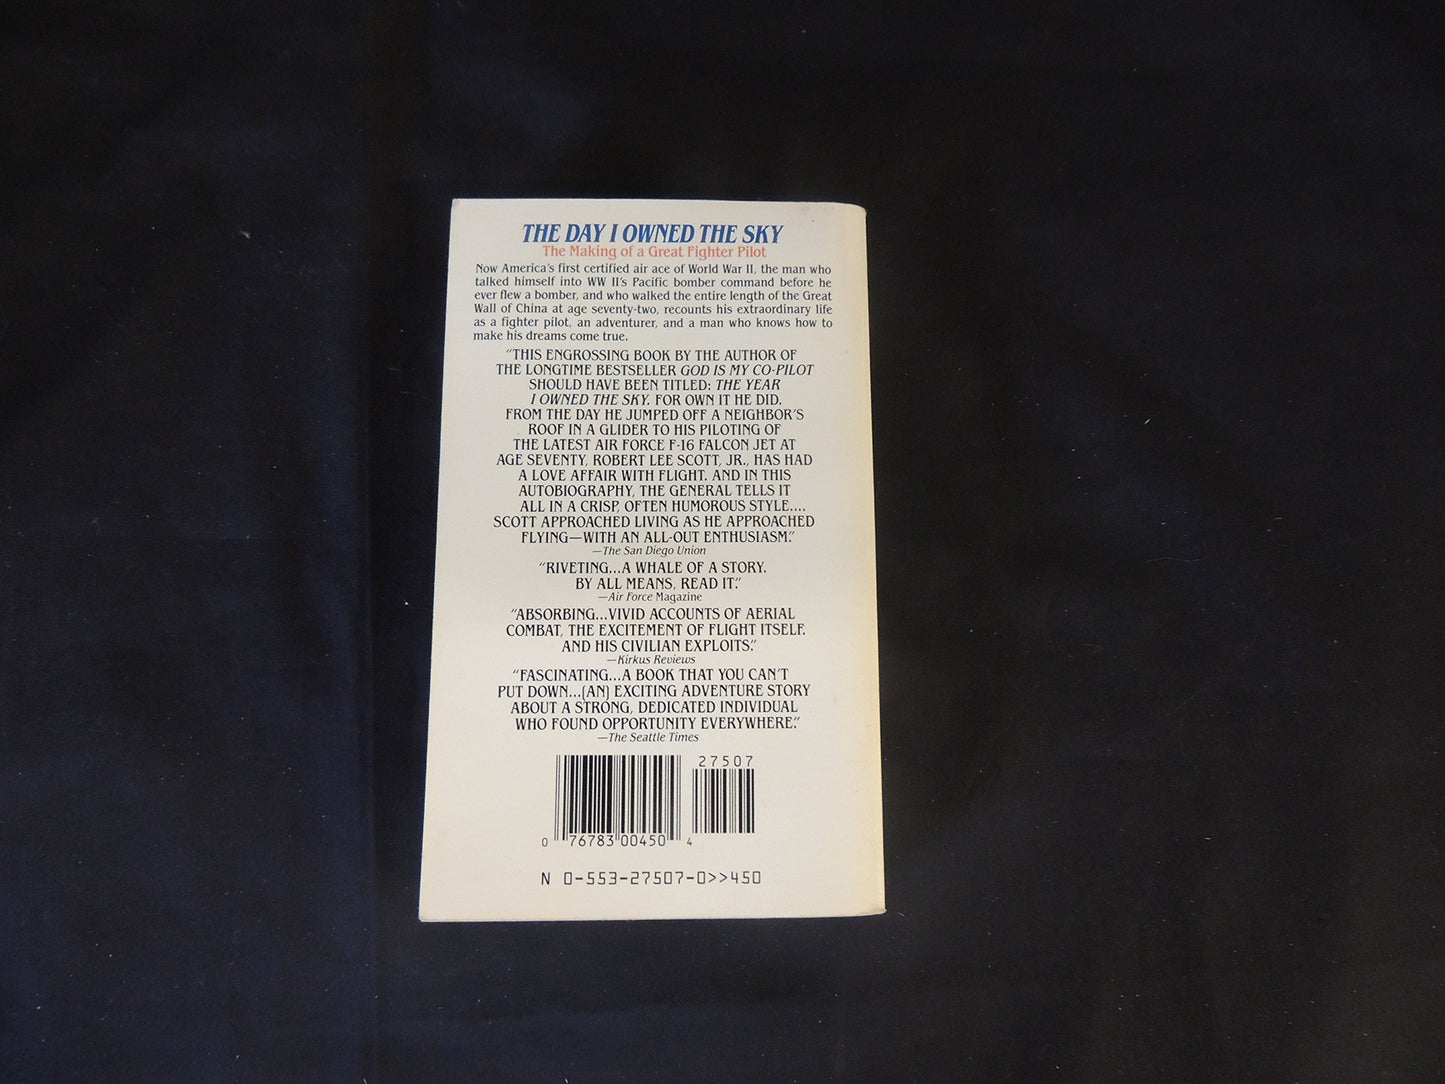 THE DAY I OWNED THE SKY
The Making of a Great Fighter Pilot
Now America's first certified air ace of World War II, the man who
talked himself into WW II's Pacific bomber command before he
ever flew a bomber, and who walked the entire length of the Great
Wall of China at age seventy-two, recounts his extraordinary life
as a fighter pilot, an adventurer, and a man who knows how to
make his dreams come true.
"THIS ENGROSSING BOOK BY THE AUTHOR OF
THE LONGTIME BESTSELLER GOD IS MY CO-PILOT
SHOULD HAVE BEEN TITLED: THE YEAR
I OWNED THE SKY. FOR OWN IT HE DID.
FROM THE DAY HE JUMPED OFF A NEIGHBOR'S
ROOF IN A GLIDER TO HIS PILOTING OF
THE LATEST AIR FORCE F-16 FALCON JET AT
AGE SEVENTY, ROBERT LEE SCOTT, JR., HAS HAD
A LOVE AFFAIR WITH FLIGHT. AND IN THIS
AUTOBIOGRAPHY, THE GENERAL TELLS IT
ALL IN A CRISP, OFTEN HUMOROUS STYLE....
SCOTT APPROACHED LIVING AS HE APPROACHED
FLYING—WITH AN ALL-OUT ENTHUSIASM."
—The San Diego Union
"RIVETING...A WHALE OF A STORY.
BY ALL MEANS, READ IT."
—Air Force Magazine
"ABSORBING...VIVID ACCOUNTS OF AERIAL
COMBAT, THE EXCITEMENT OF FLIGHT ITSELF.
AND HIS CIVILIAN EXPLOITS."
—Kirkus Reviews
"FASCINATING...A BOOK THAT YOU CAN'T
PUT DOWN...(AN) EXCITING ADVENTURE STORY
ABOUT A STRONG, DEDICATED INDIVIDUAL
WHO FOUND OPPORTUNITY EVERYWHERE."
—The Seattle Times
27507
0 76783 00450 4
N 0-553-27507-0>>450